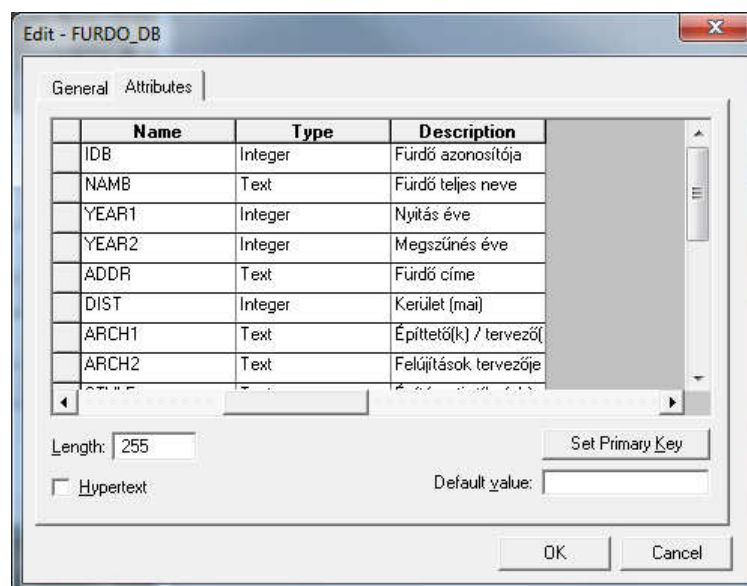 Edit - FURDO_DB
General Attributes
Name Type Description
IDB Integer Fürdő azonosítója
NAMB Text Fürdő teljes neve
YEAR1 Integer Nyitás éve
YEAR2 Integer Megszűnés éve
ADDR Text Fürdő címe
DIST Integer Kerület (mai)
ARCH1 Text Építtető(k) / tervező(
ARCH2 Text Felújítások tervezője
Length: 255
Set Primary Key
Hypertext
Default value:
OK Cancel